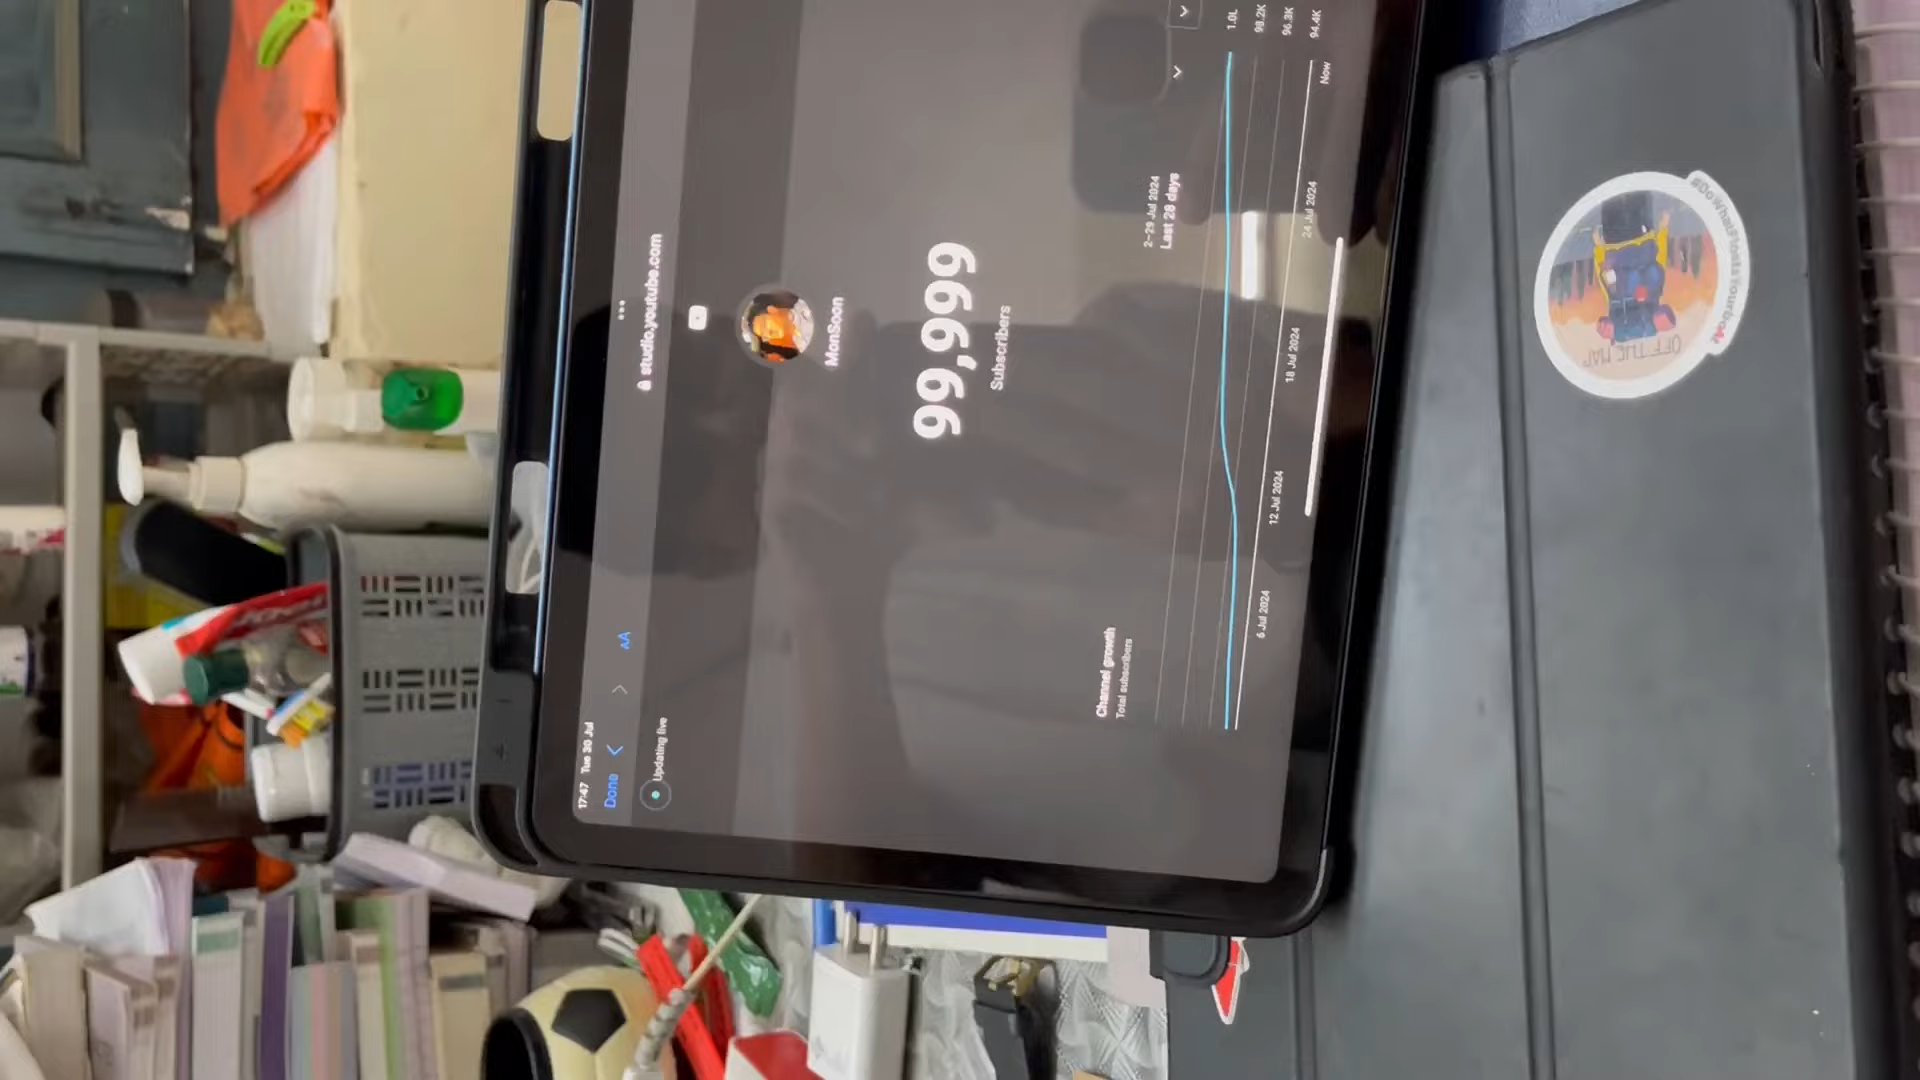 17:47 Tue 30 Jul
Done
AA
studio.youtube.com
Updating live
MonSoon
99,999
Subscribers
Channel growth
Total subscribers
2–29 Jul 2024
Last 28 days
1.0L
98.2K
96.3K
94.4K
6 Jul 2024
12 Jul 2024
18 Jul 2024
24 Jul 2024
Now
OFF THE MAP